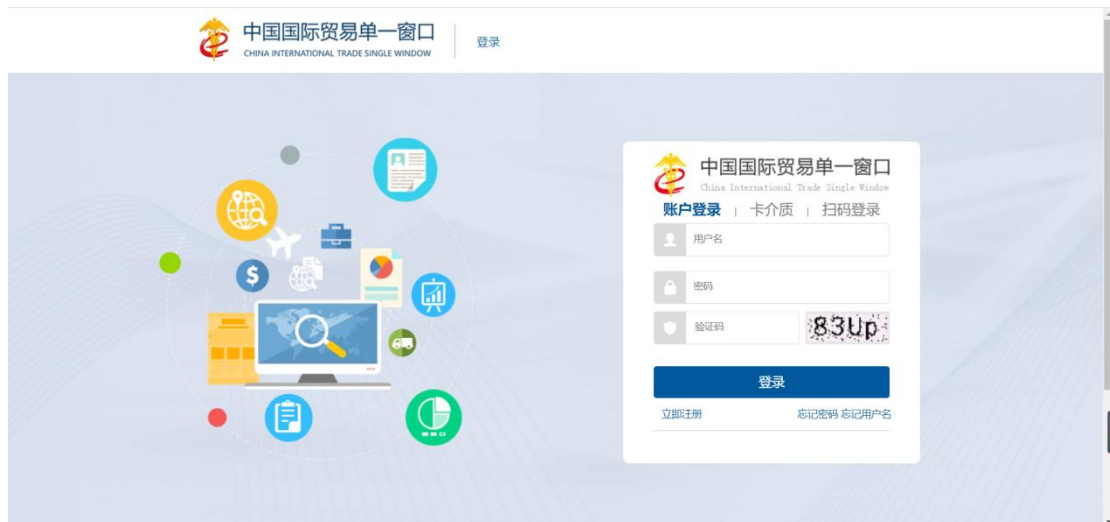 中国国际贸易单一窗口
CHINA INTERNATIONAL TRADE SINGLE WINDOW
登录
中国国际贸易单一窗口
China International Trade Single Window
账户登录 | 卡介质 | 扫码登录
用户名
密码
验证码
83Up
登录
立即注册 忘记密码 忘记用户名
$